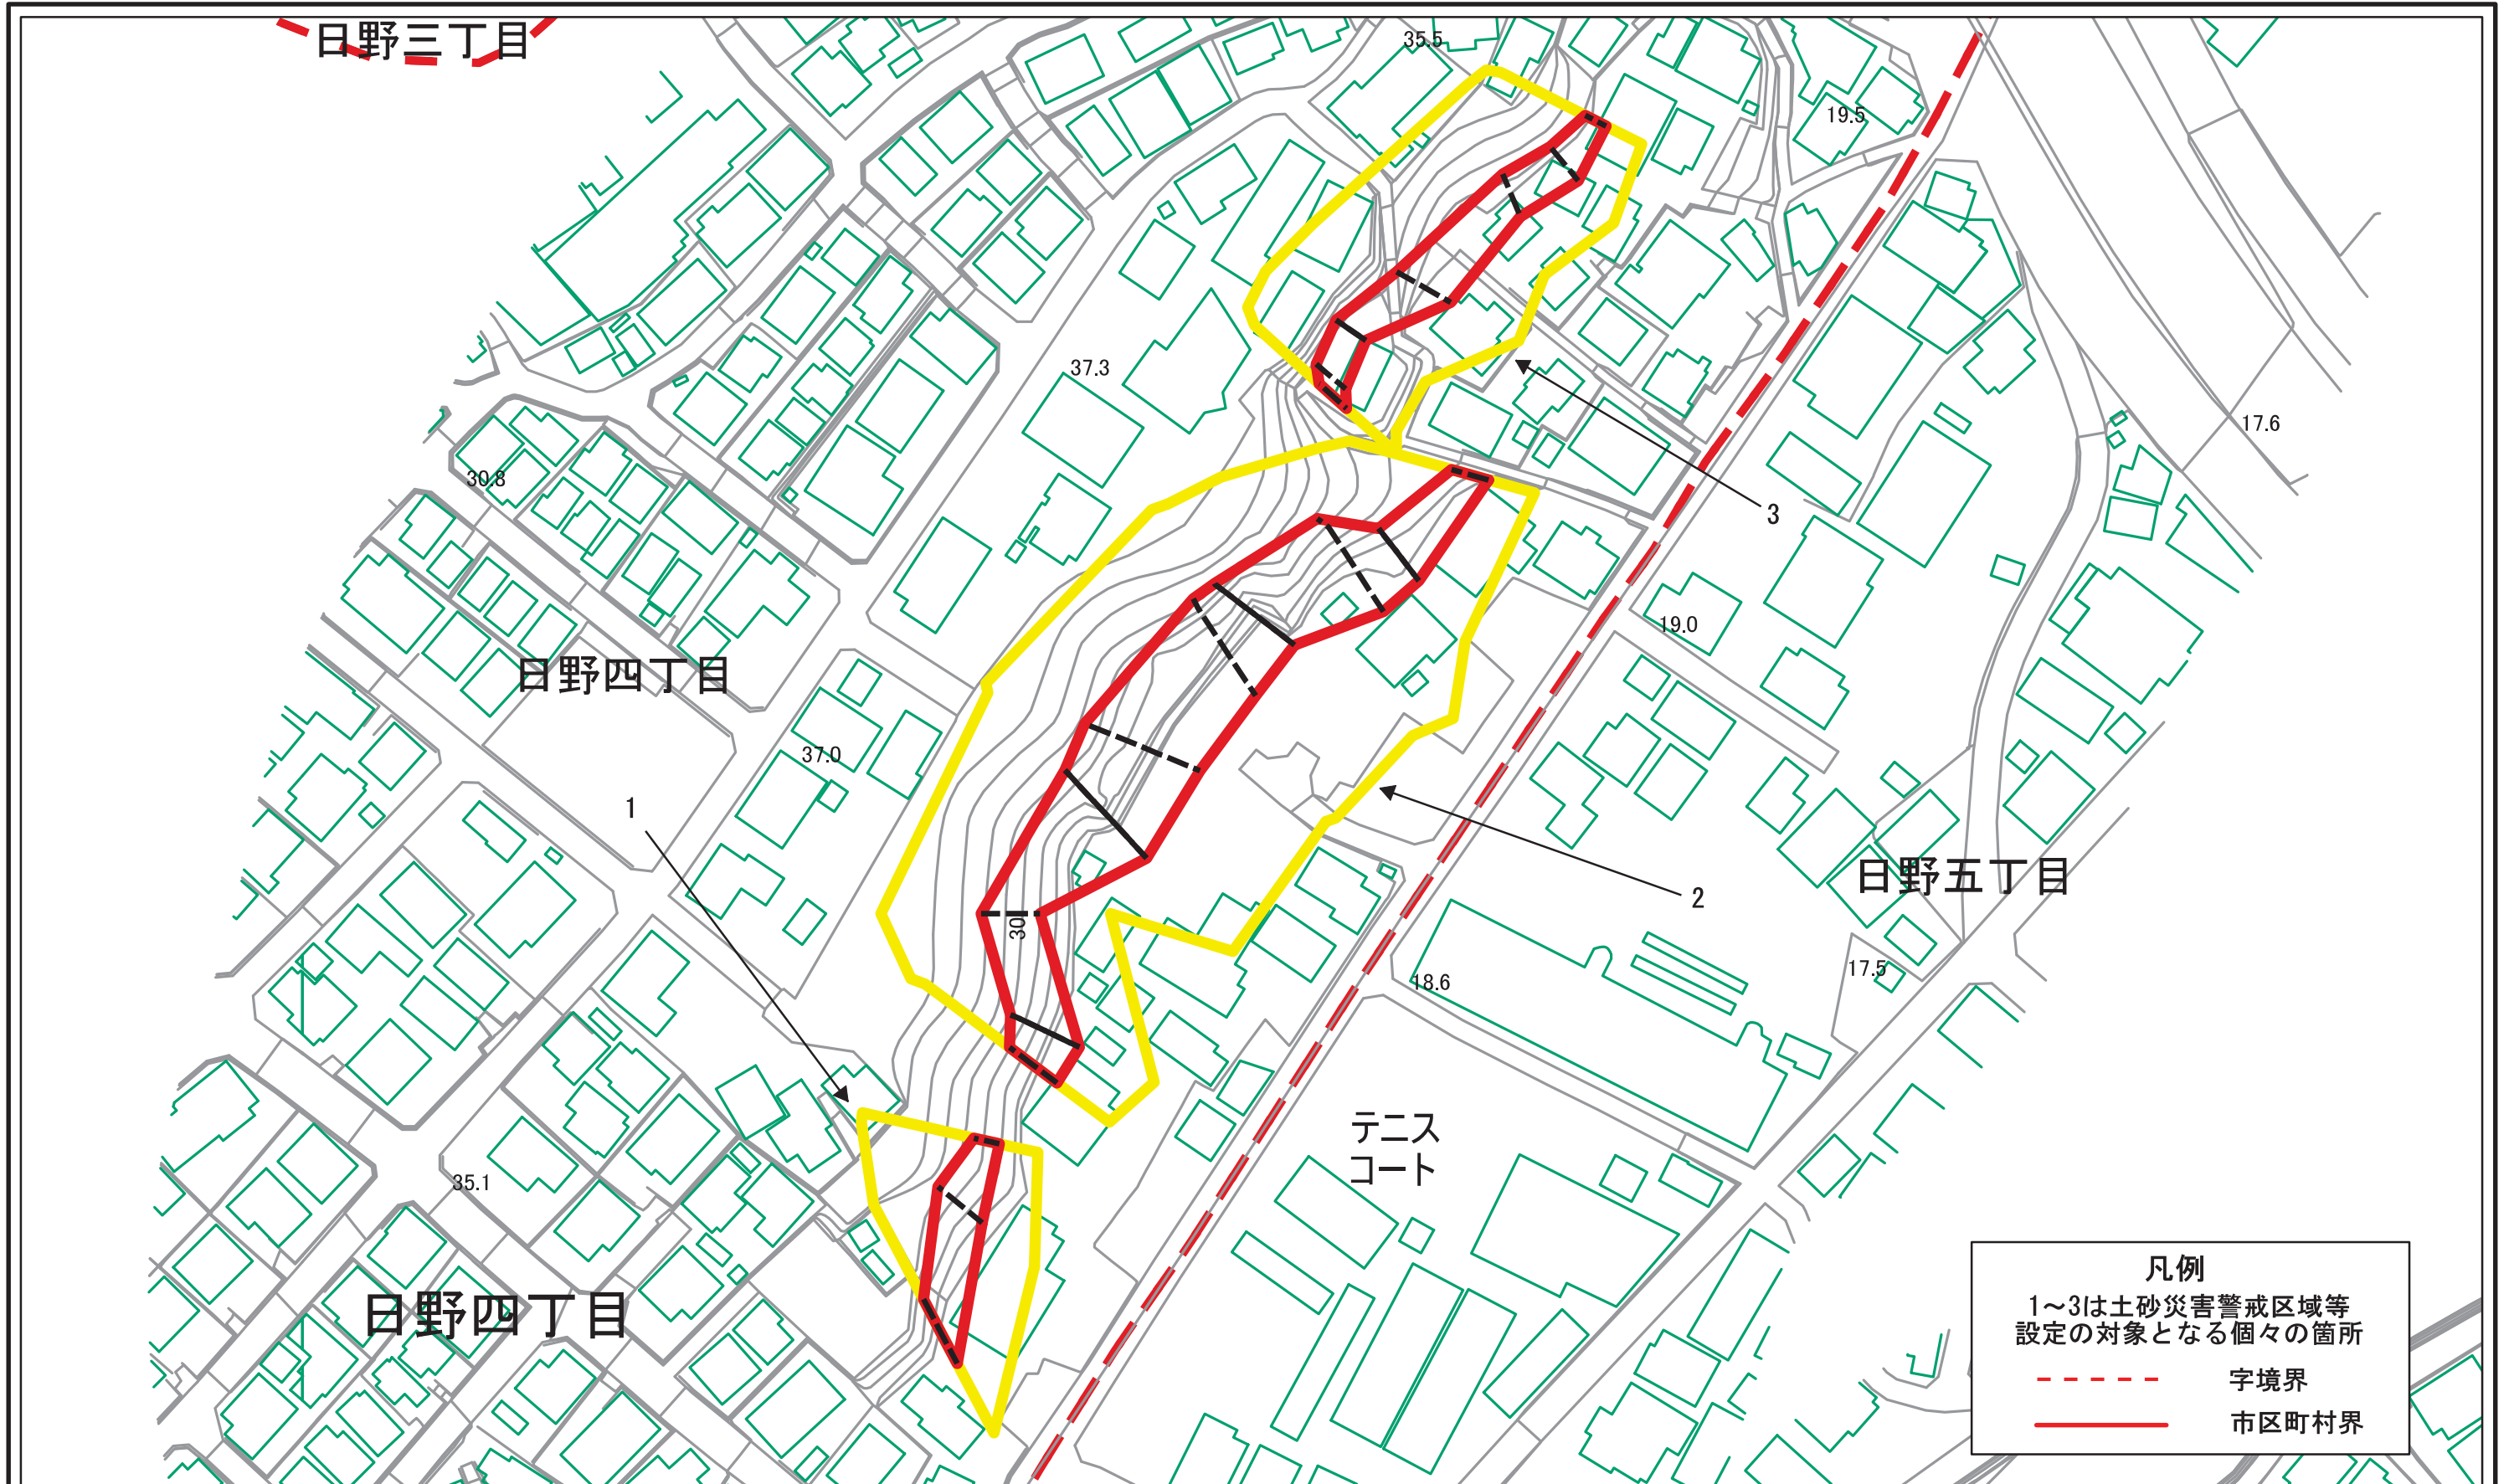 日野三丁目
35.5
19.5
37.3
17.6
30.8
3
19.0
日野四丁目
37.0
1
日野五丁目
2
30
17.5
18.6
テニス
コート
35.1
日野四丁目
凡例
1～3は土砂災害警戒区域等
設定の対象となる個々の箇所
字境界
市区町村界